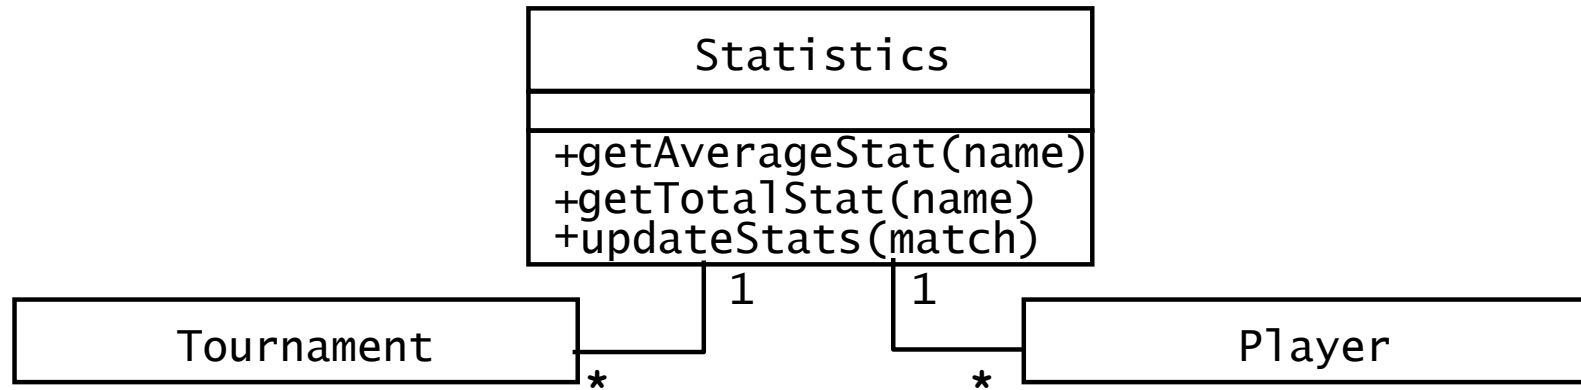 Statistics
+getAverageStat(name)
+getTotalStat(name)
+updateStats(match)
1 1
Tournament Player
* *